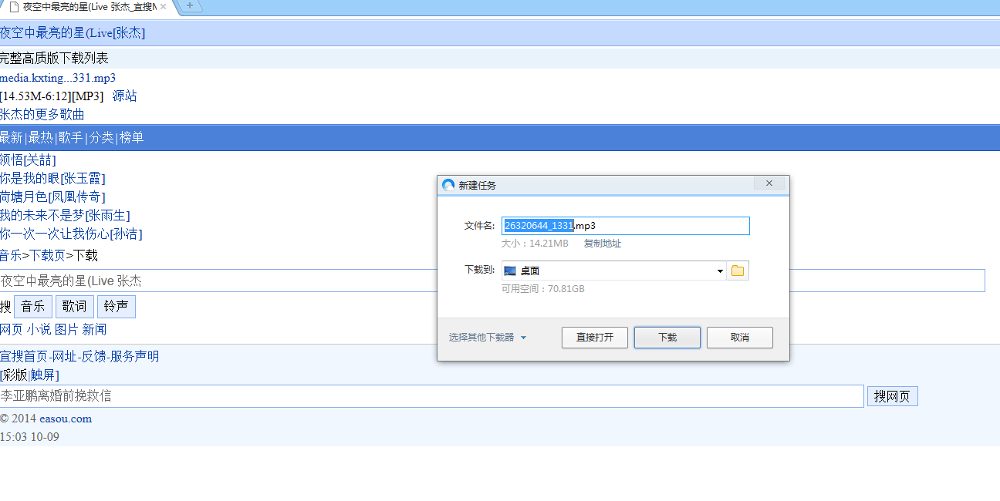 夜空中最亮的星(Live 张杰_宜搜M
夜空中最亮的星(Live[张杰]
完整高质版下载列表
media.kxting...331.mp3
[14.53M-6:12][MP3] 源站
张杰的更多歌曲
最新|最热|歌手|分类|榜单
领悟[关喆]
你是我的眼[张玉霞]
荷塘月色[凤凰传奇]
我的未来不是梦[张雨生]
你一次一次让我伤心[孙洁]
音乐>下载页>下载
夜空中最亮的星(Live 张杰
搜 音乐 歌词 铃声
网页 小说 图片 新闻
宜搜首页-网址-反馈-服务声明
[彩版|触屏]
李亚鹏离婚前挽救信 搜网页
© 2014 easou.com
15:03 10-09
新建任务
文件名: 26320644_1331.mp3
大小：14.21MB 复制地址
下载到: 桌面
可用空间：70.81GB
选择其他下载器 直接打开 下载 取消